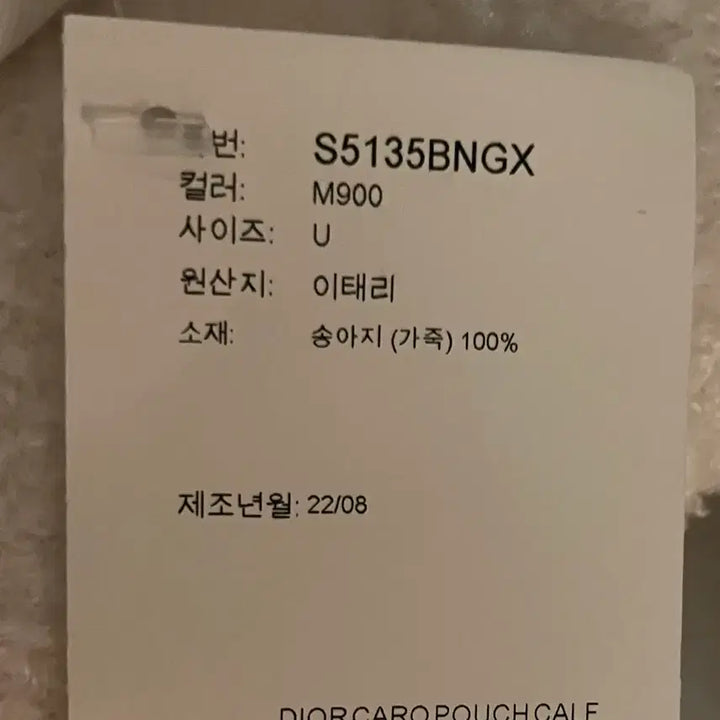 번: S5135BNGX
컬러: M900
사이즈: U
원산지: 이태리
소재: 송아지 (가죽) 100%
제조년월: 22/08
DIOR CARO POUCH CALF